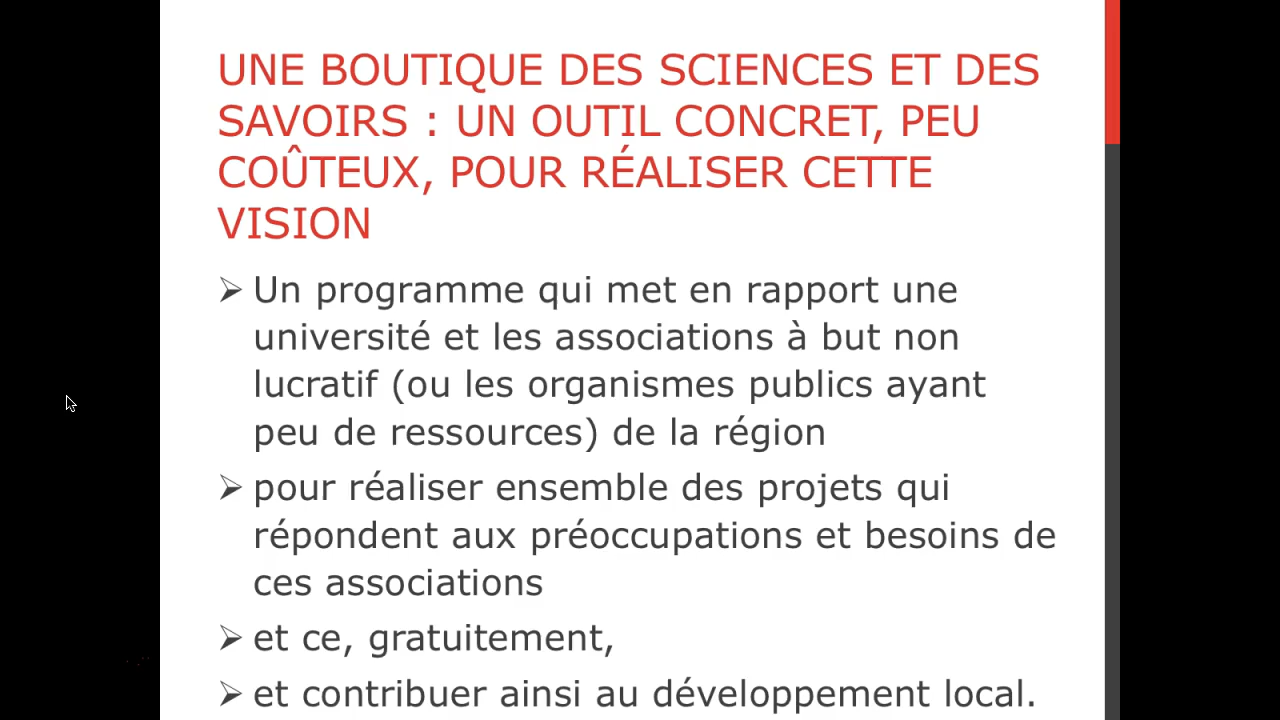 UNE BOUTIQUE DES SCIENCES ET DES
SAVOIRS : UN OUTIL CONCRET, PEU
COÛTEUX, POUR RÉALISER CETTE
VISION
➢ Un programme qui met en rapport une
université et les associations à but non
lucratif (ou les organismes publics ayant
peu de ressources) de la région
➢ pour réaliser ensemble des projets qui
répondent aux préoccupations et besoins de
ces associations
➢ et ce, gratuitement,
➢ et contribuer ainsi au développement local.